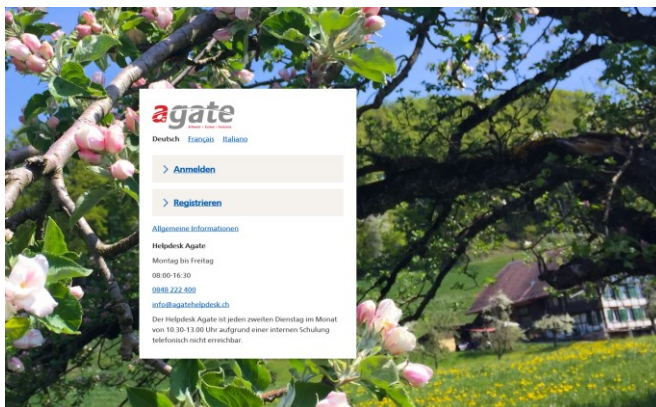 agate
Deutsch Français Italiano
Anmelden
Registrieren
Allgemeine Informationen
Helpdesk Agate
Montag bis Freitag
08:00-16:30
0848 222 400
info@agatehelpdesk.ch
Der Helpdesk Agate ist jeden zweiten Dienstag im Monat
von 10.30-13.00 Uhr aufgrund einer internen Schulung
telefonisch nicht erreichbar.